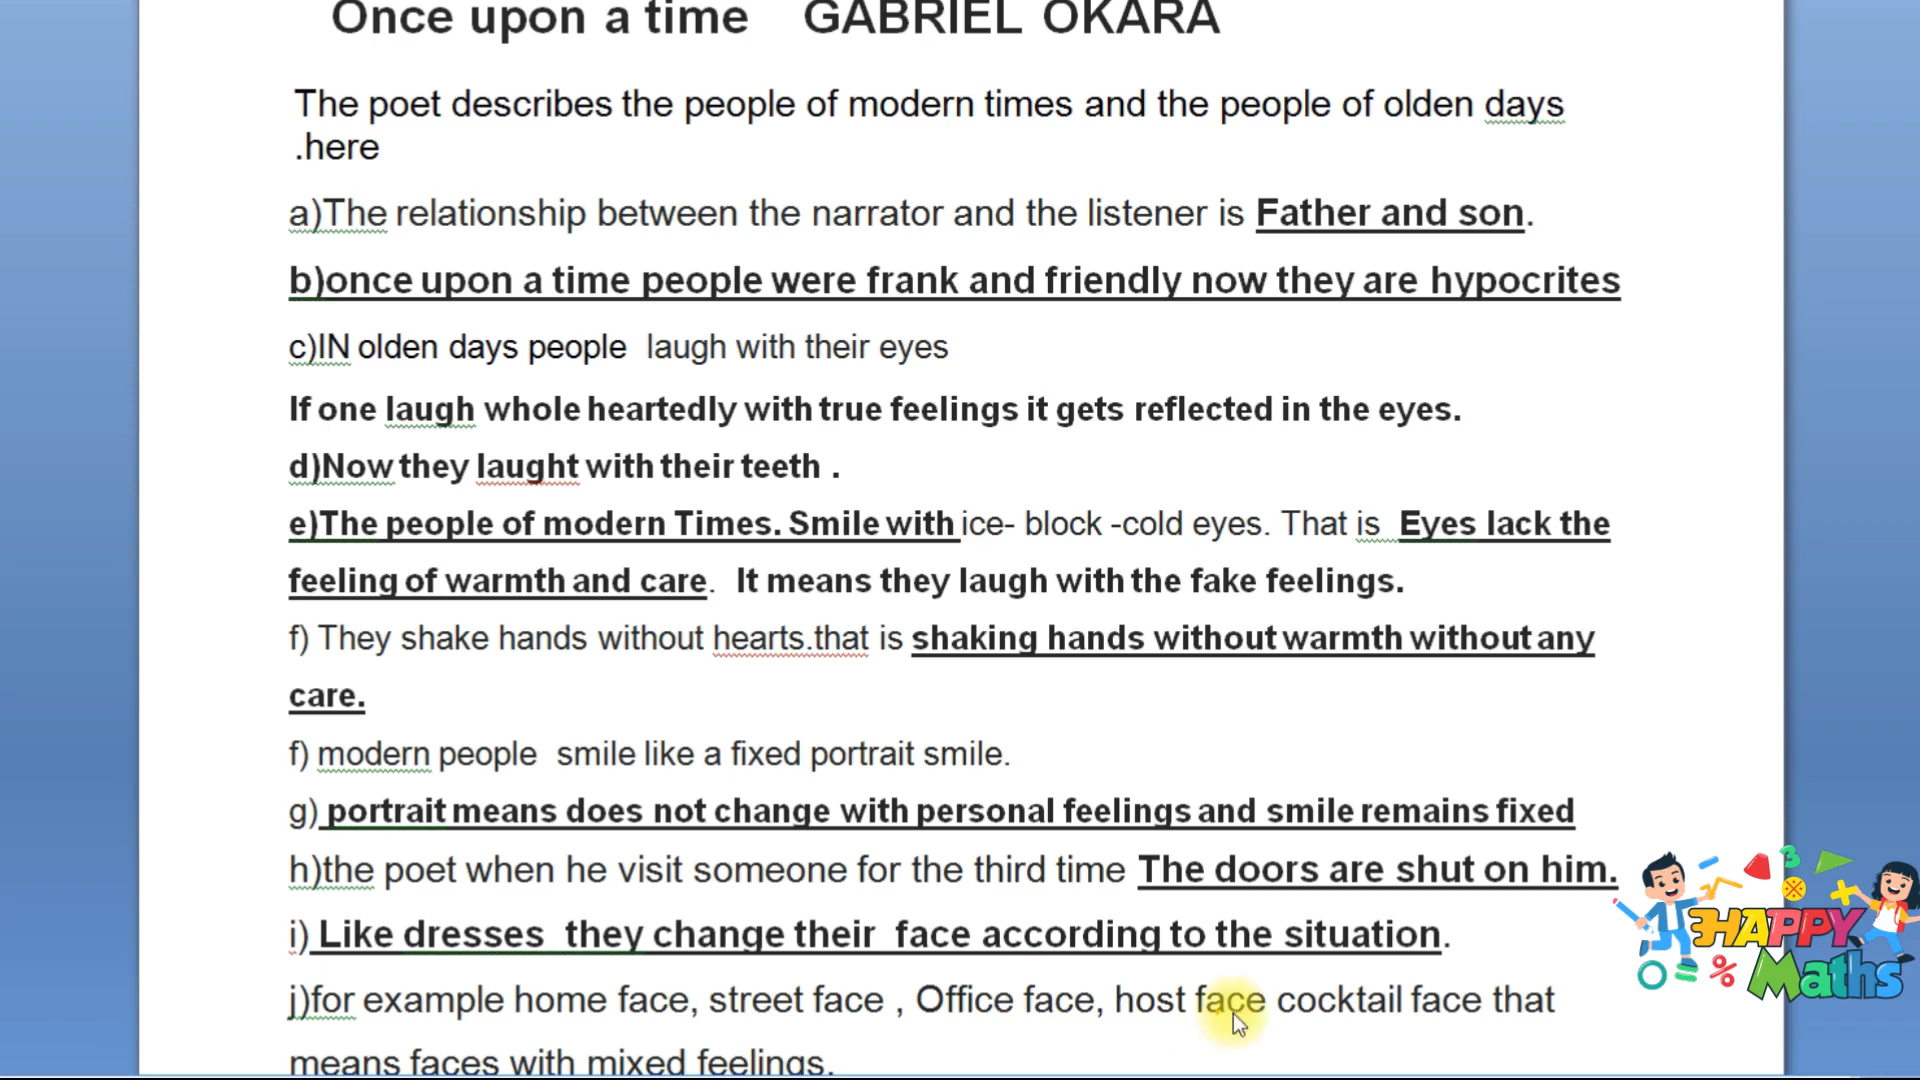 Once upon a time GABRIEL OKARA
The poet describes the people of modern times and the people of olden days
.here
a)The relationship between the narrator and the listener is Father and son.
b)once upon a time people were frank and friendly now they are hypocrites
c)IN olden days people laugh with their eyes
If one laugh whole heartedly with true feelings it gets reflected in the eyes.
d)Now they laught with their teeth .
e)The people of modern Times. Smile with ice- block -cold eyes. That is Eyes lack the
feeling of warmth and care. It means they laugh with the fake feelings.
f) They shake hands without hearts.that is shaking hands without warmth without any
care.
f) modern people smile like a fixed portrait smile.
g) portrait means does not change with personal feelings and smile remains fixed
h)the poet when he visit someone for the third time The doors are shut on him.
i) Like dresses they change their face according to the situation.
j)for example home face, street face , Office face, host face cocktail face that
means faces with mixed feelings.
3
HAPPY
Maths
%